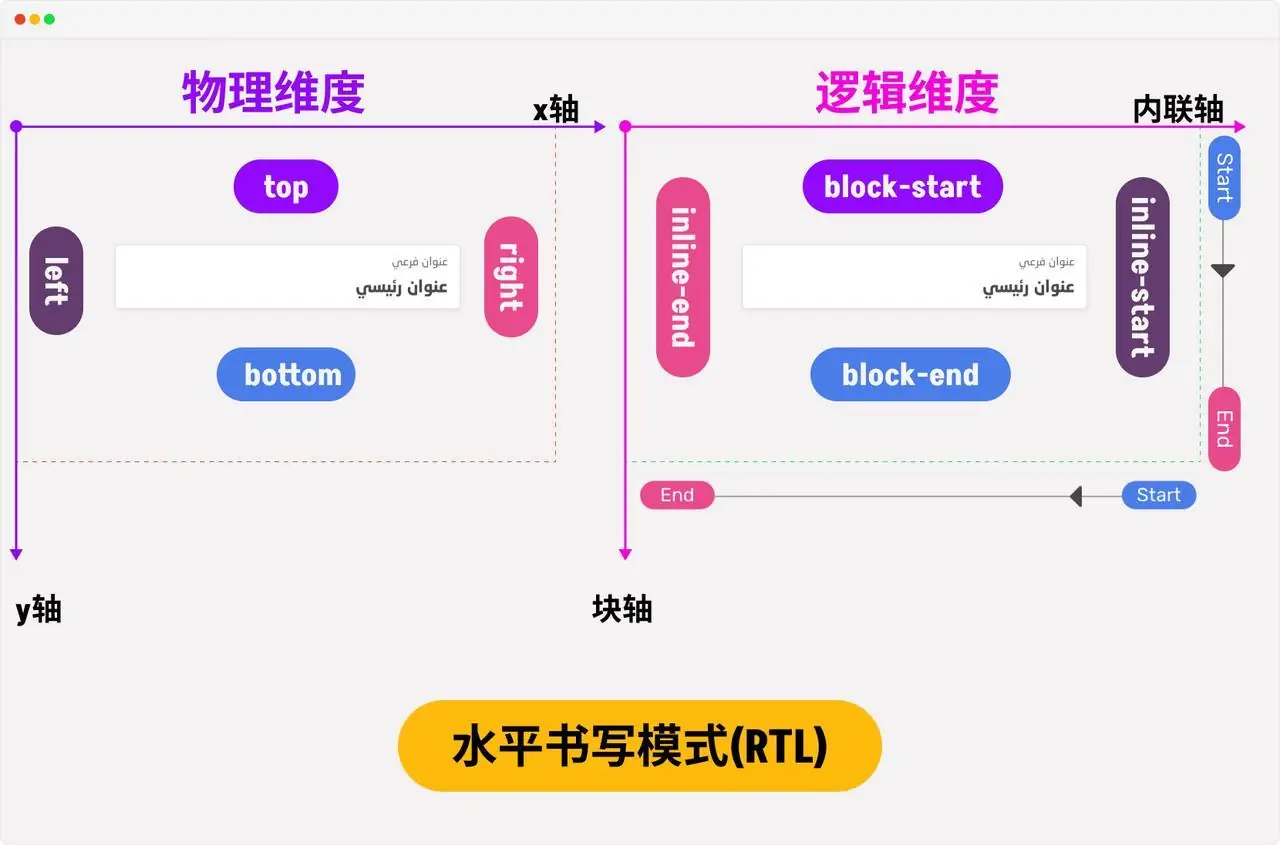 物理维度
x轴
top
left
عنوان فرعي
عنوان رئيسي
right
bottom
y轴
逻辑维度
内联轴
block-start
inline-end
عنوان فرعي
عنوان رئيسي
inline-start
block-end
Start
End
End
Start
块轴
水平书写模式(RTL)